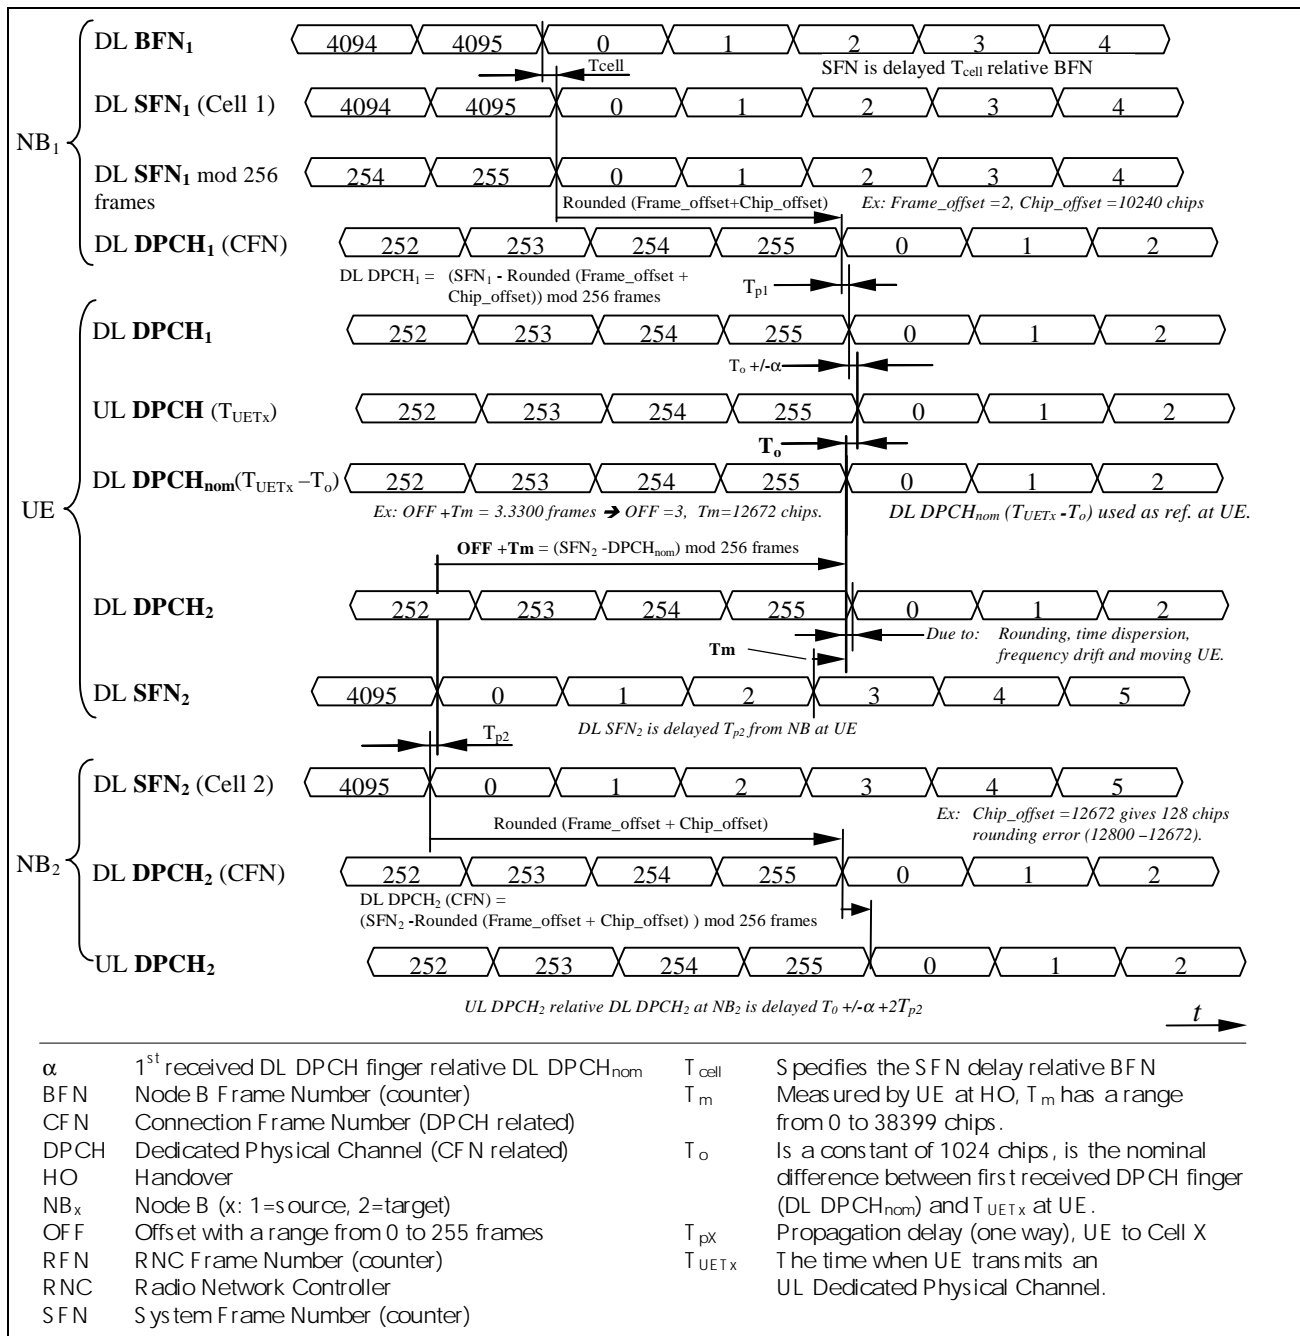 DL BFN1 4094 4095 0 1 2 3 4
Tcell SFN is delayed Tcell relative BFN
NB1
DL SFN1 (Cell 1) 4094 4095 0 1 2 3 4
DL SFN1 mod 256 frames 254 255 0 1 2 3 4
Rounded (Frame_offset+Chip_offset) Ex: Frame_offset =2, Chip_offset =10240 chips
DL DPCH1 (CFN) 252 253 254 255 0 1 2
DL DPCH1 = (SFN1 - Rounded (Frame_offset +
Chip_offset)) mod 256 frames
Tp1
DL DPCH1 252 253 254 255 0 1 2
To +/-α
UL DPCH (TUETx) 252 253 254 255 0 1 2
To
DL DPCHnom(TUETx –To) 252 253 254 255 0 1 2
UE
Ex: OFF +Tm = 3.3300 frames ➔ OFF =3, Tm=12672 chips. DL DPCHnom (TUETx -To) used as ref. at UE.
OFF +Tm = (SFN2 -DPCHnom) mod 256 frames
DL DPCH2 252 253 254 255 0 1 2
Due to: Rounding, time dispersion,
frequency drift and moving UE.
Tm
DL SFN2 4095 0 1 2 3 4 5
DL SFN2 is delayed Tp2 from NB at UE
Tp2
DL SFN2 (Cell 2) 4095 0 1 2 3 4 5
Ex: Chip_offset =12672 gives 128 chips
rounding error (12800 –12672).
Rounded (Frame_offset + Chip_offset)
NB2
DL DPCH2 (CFN) 252 253 254 255 0 1 2
DL DPCH2 (CFN) =
(SFN2 -Rounded (Frame_offset + Chip_offset) ) mod 256 frames
UL DPCH2 252 253 254 255 0 1 2
UL DPCH2 relative DL DPCH2 at NB2 is delayed T0 +/-α +2Tp2
t
α 1st received DL DPCH finger relative DL DPCHnom
BFN Node B Frame Number (counter)
CFN Connection Frame Number (DPCH related)
DPCH Dedicated Physical Channel (CFN related)
HO Handover
NBx Node B (x: 1=source, 2=target)
OFF Offset with a range from 0 to 255 frames
RFN RNC Frame Number (counter)
RNC Radio Network Controller
SFN System Frame Number (counter)
Tcell Specifies the SFN delay relative BFN
Tm Measured by UE at HO, Tm has a range
from 0 to 38399 chips.
To Is a constant of 1024 chips, is the nominal
difference between first received DPCH finger
(DL DPCHnom) and TUETx at UE.
TpX Propagation delay (one way), UE to Cell X
TUETx The time when UE transmits an
UL Dedicated Physical Channel.